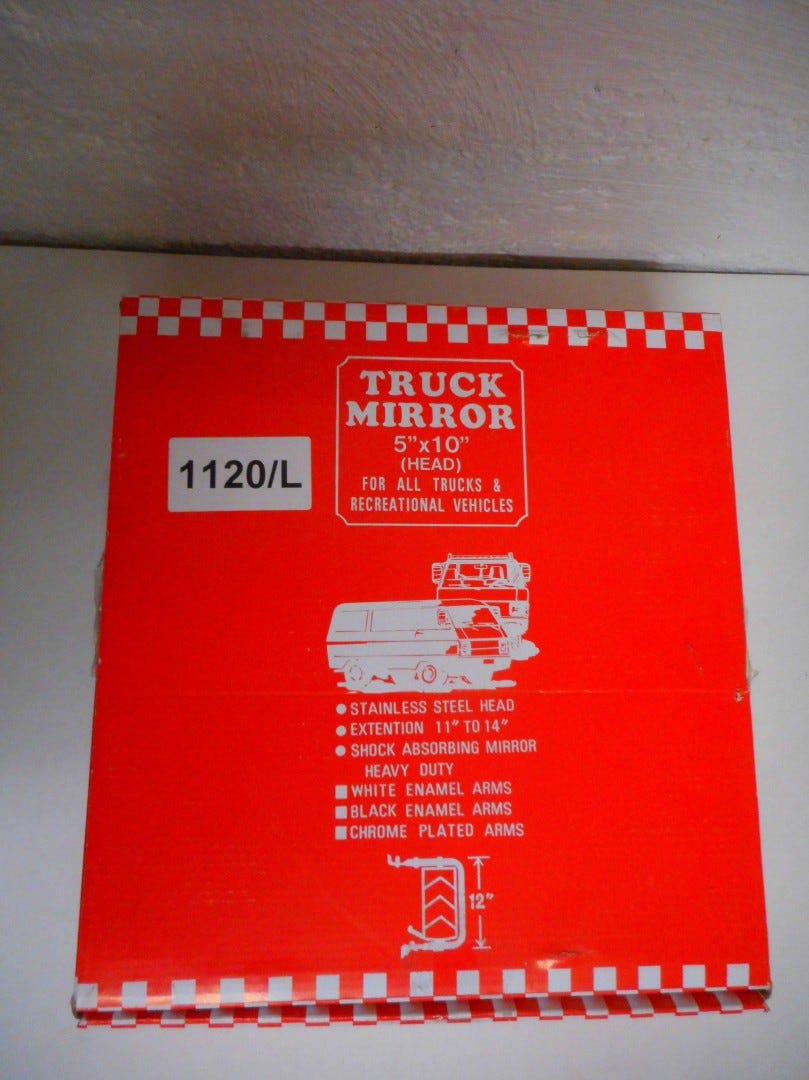 TRUCK
MIRROR
5"x10"
(HEAD)
FOR ALL TRUCKS &
RECREATIONAL VEHICLES
1120/L
STAINLESS STEEL HEAD
EXTENTION 11" TO 14"
SHOCK ABSORBING MIRROR
HEAVY DUTY
WHITE ENAMEL ARMS
BLACK ENAMEL ARMS
CHROME PLATED ARMS
12"